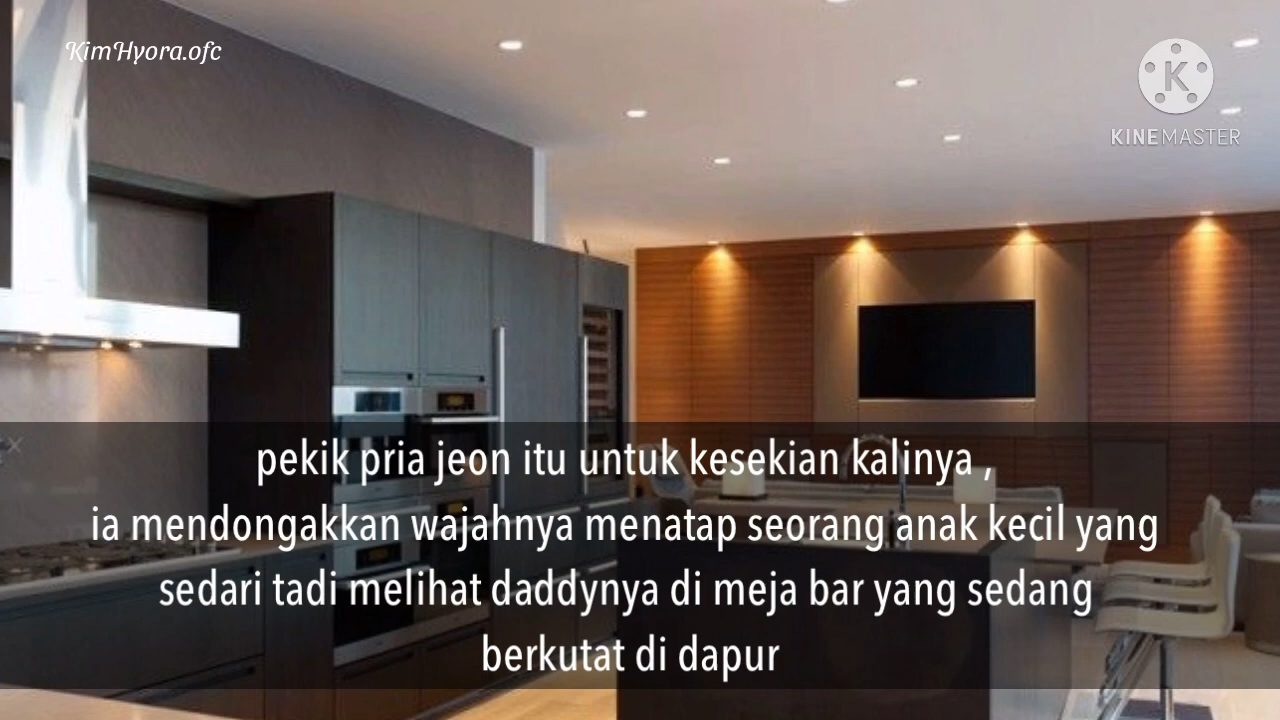 KimHyora.ofc
K
KINEMASTER
pekik pria jeon itu untuk kesekian kalinya ,
ia mendongakkan wajahnya menatap seorang anak kecil yang
sedari tadi melihat daddynya di meja bar yang sedang
berkutat di dapur